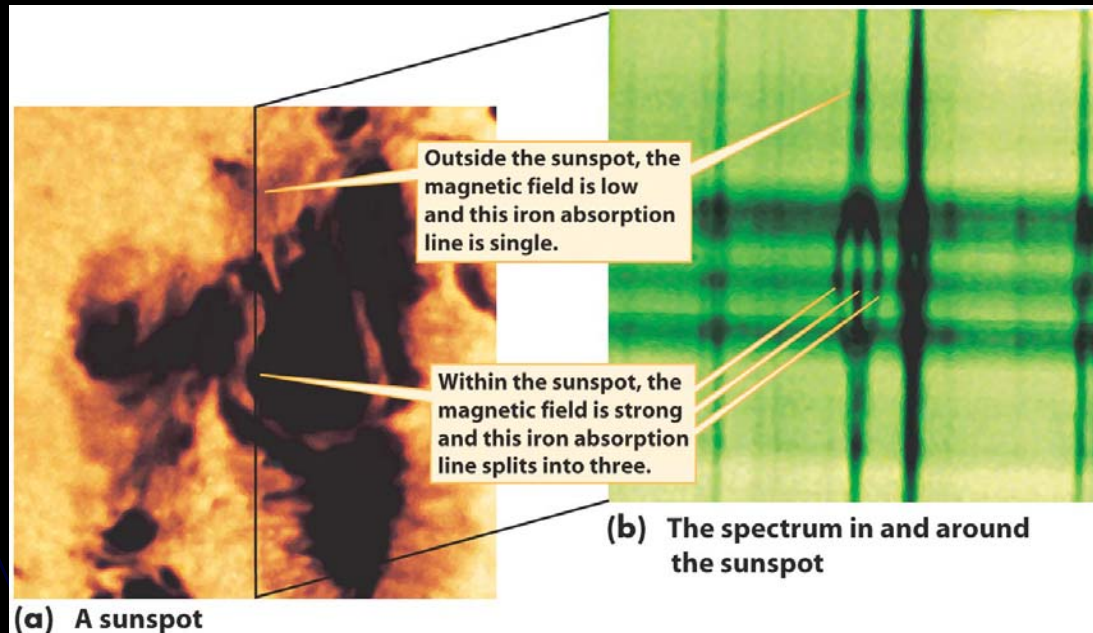 Outside the sunspot, the
magnetic field is low
and this iron absorption
line is single.
Within the sunspot, the
magnetic field is strong
and this iron absorption
line splits into three.
(a) A sunspot
(b) The spectrum in and around
the sunspot